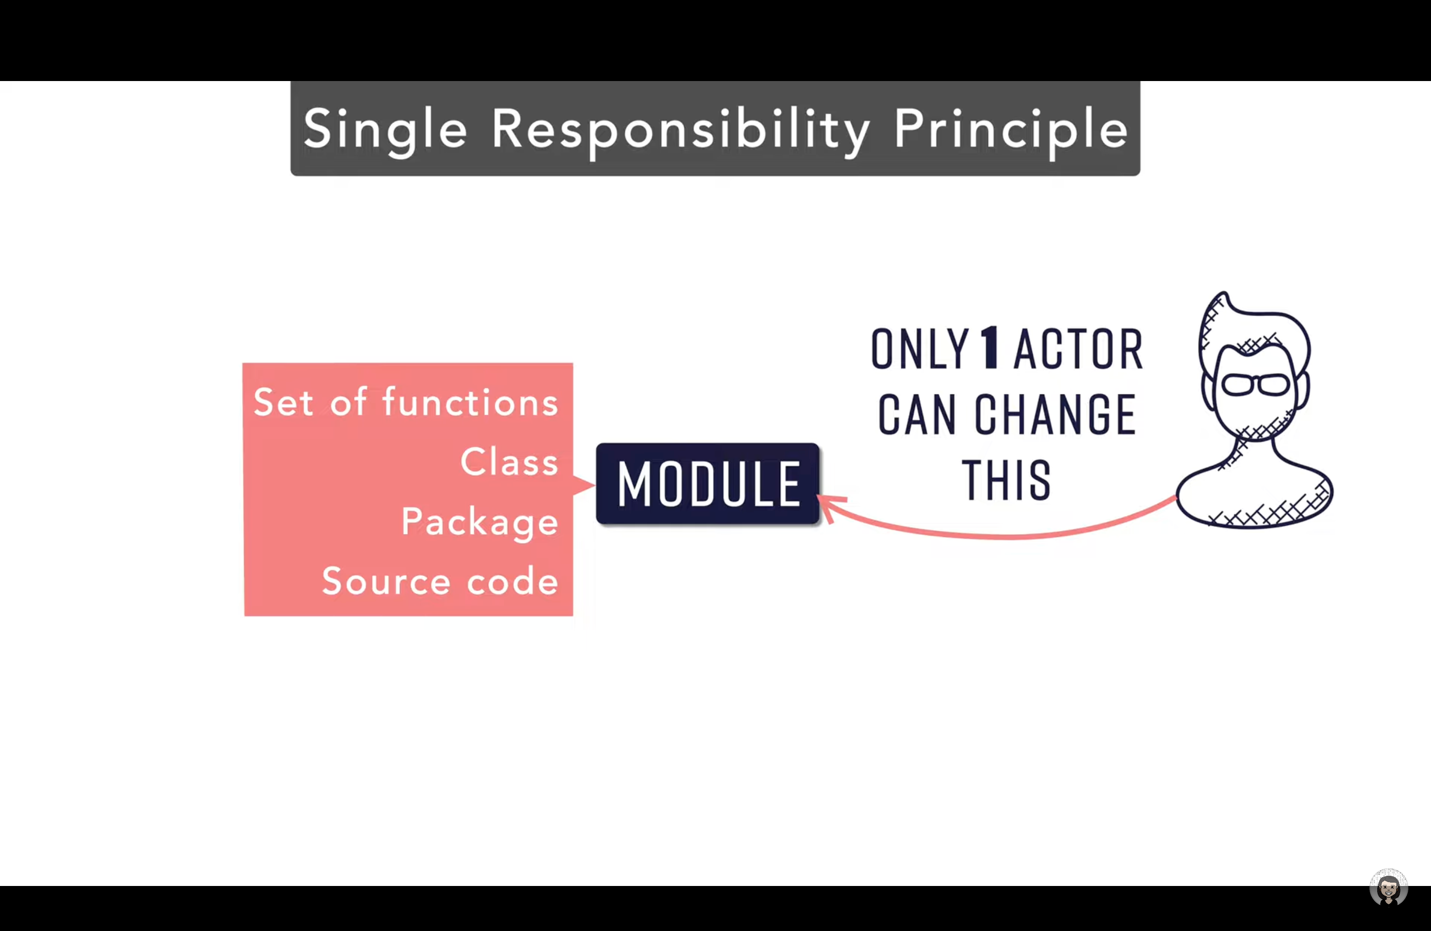 Single Responsibility Principle
Set of functions
Class
Package
Source code
MODULE
ONLY 1 ACTOR
CAN CHANGE
THIS